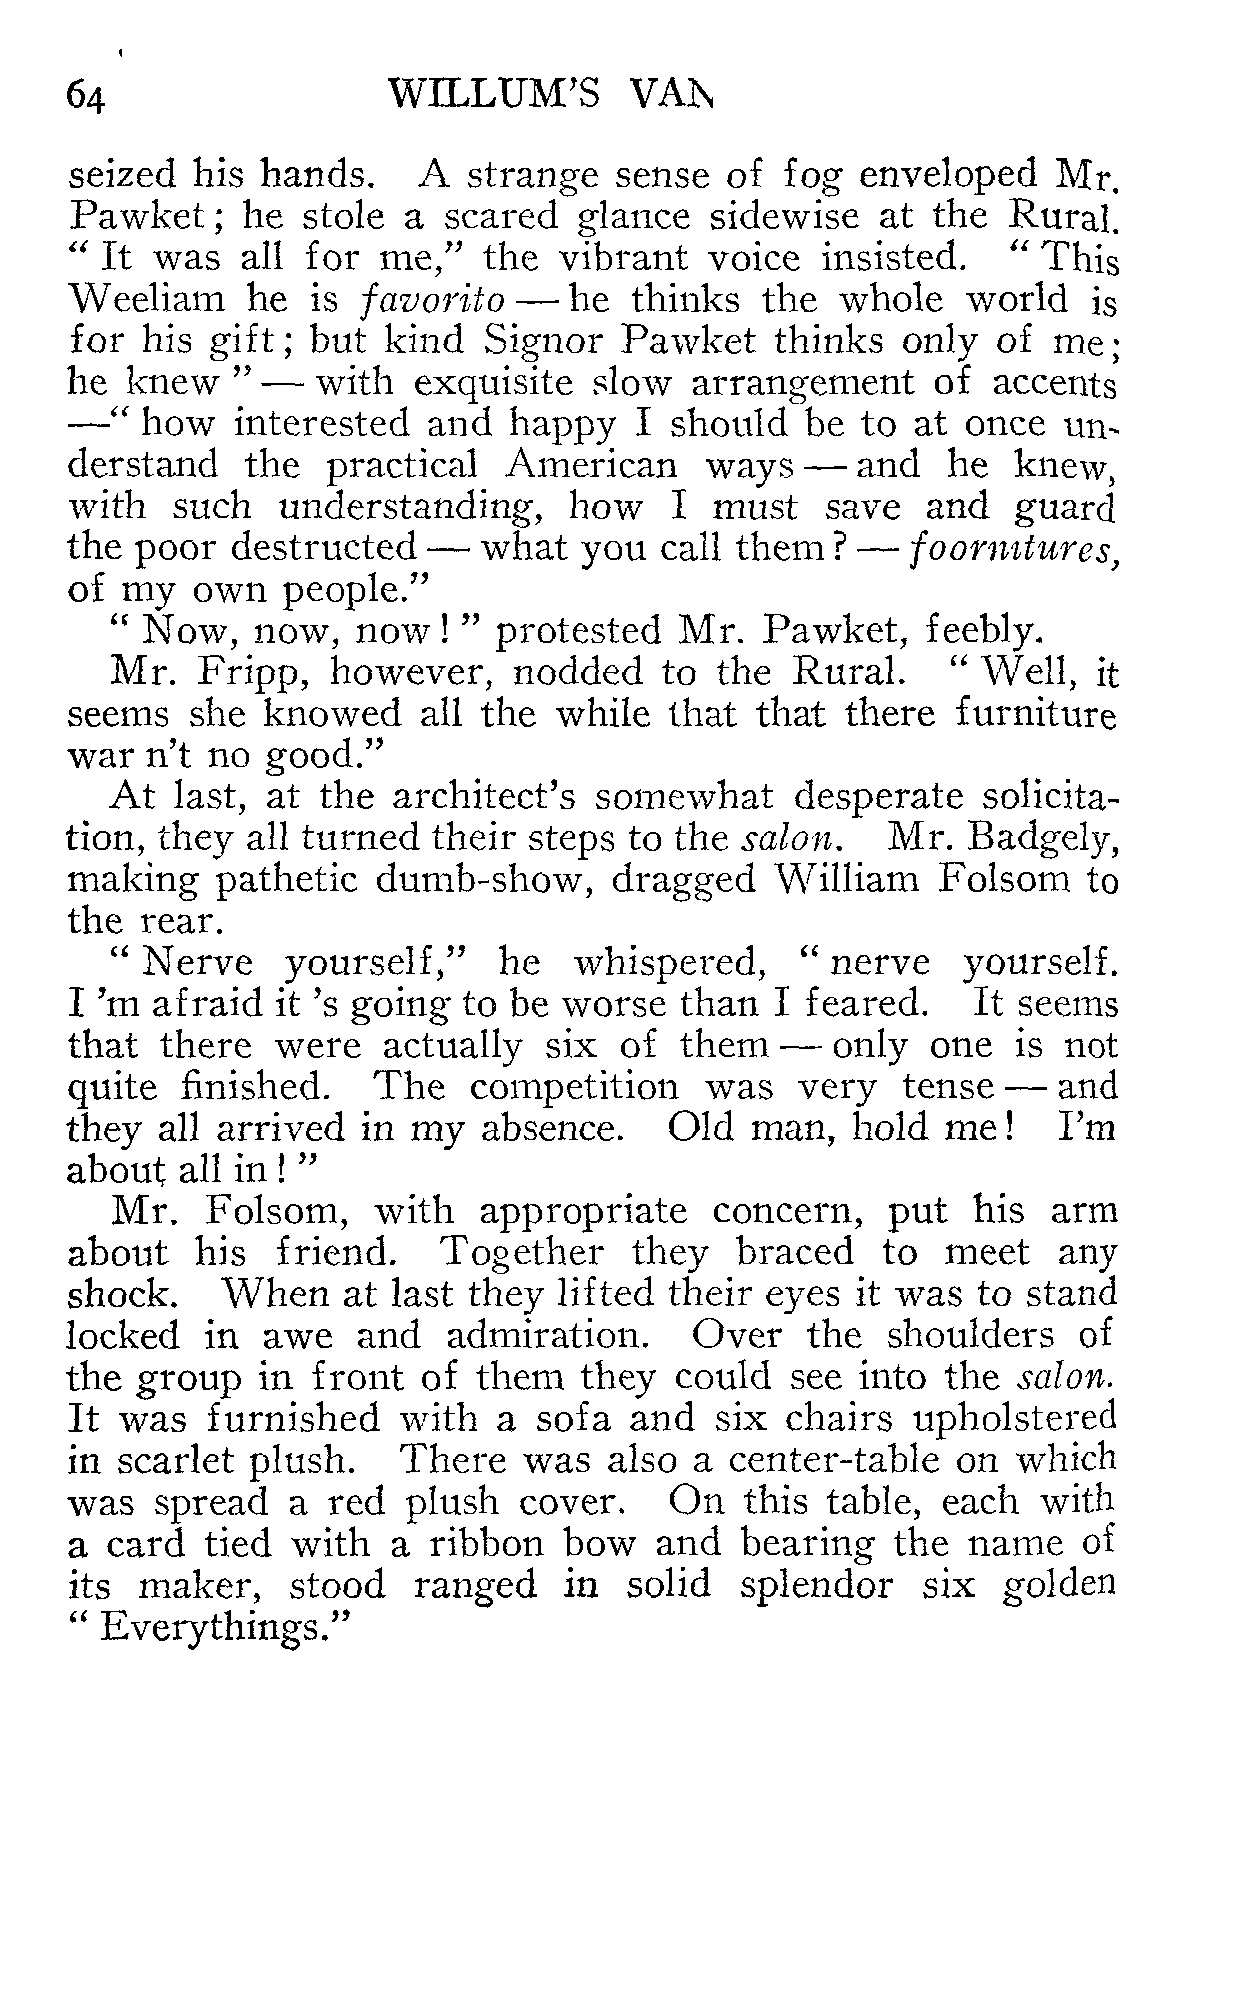 64 WILLUM'S VAN
seized his hands. A strange sense of fog enveloped Mr.
Pawket; he stole a scared glance sidewise at the Rural.
" It was all for me," the vibrant voice insisted. " This
Weeliam he is favorito — he thinks the whole world is
for his gift; but kind Signor Pawket thinks only of me;
he knew " — with exquisite slow arrangement of accents
—" how interested and happy I should be to at once un-
derstand the practical American ways — and he knew,
with such understanding, how I must save and guard
the poor destructed — what you call them? — foornitures,
of my own people."
" Now, now, now! " protested Mr. Pawket, feebly.
Mr. Fripp, however, nodded to the Rural. " Well, it
seems she knowed all the while that that there furniture
war n't no good."
At last, at the architect's somewhat desperate solicita-
tion, they all turned their steps to the salon. Mr. Badgely,
making pathetic dumb-show, dragged William Folsom to
the rear.
" Nerve yourself," he whispered, " nerve yourself.
I 'm afraid it 's going to be worse than I feared. It seems
that there were actually six of them — only one is not
quite finished. The competition was very tense — and
they all arrived in my absence. Old man, hold me! I'm
about all in! "
Mr. Folsom, with appropriate concern, put his arm
about his friend. Together they braced to meet any
shock. When at last they lifted their eyes it was to stand
locked in awe and admiration. Over the shoulders of
the group in front of them they could see into the salon.
It was furnished with a sofa and six chairs upholstered
in scarlet plush. There was also a center-table on which
was spread a red plush cover. On this table, each with
a card tied with a ribbon bow and bearing the name of
its maker, stood ranged in solid splendor six golden
" Everythings."